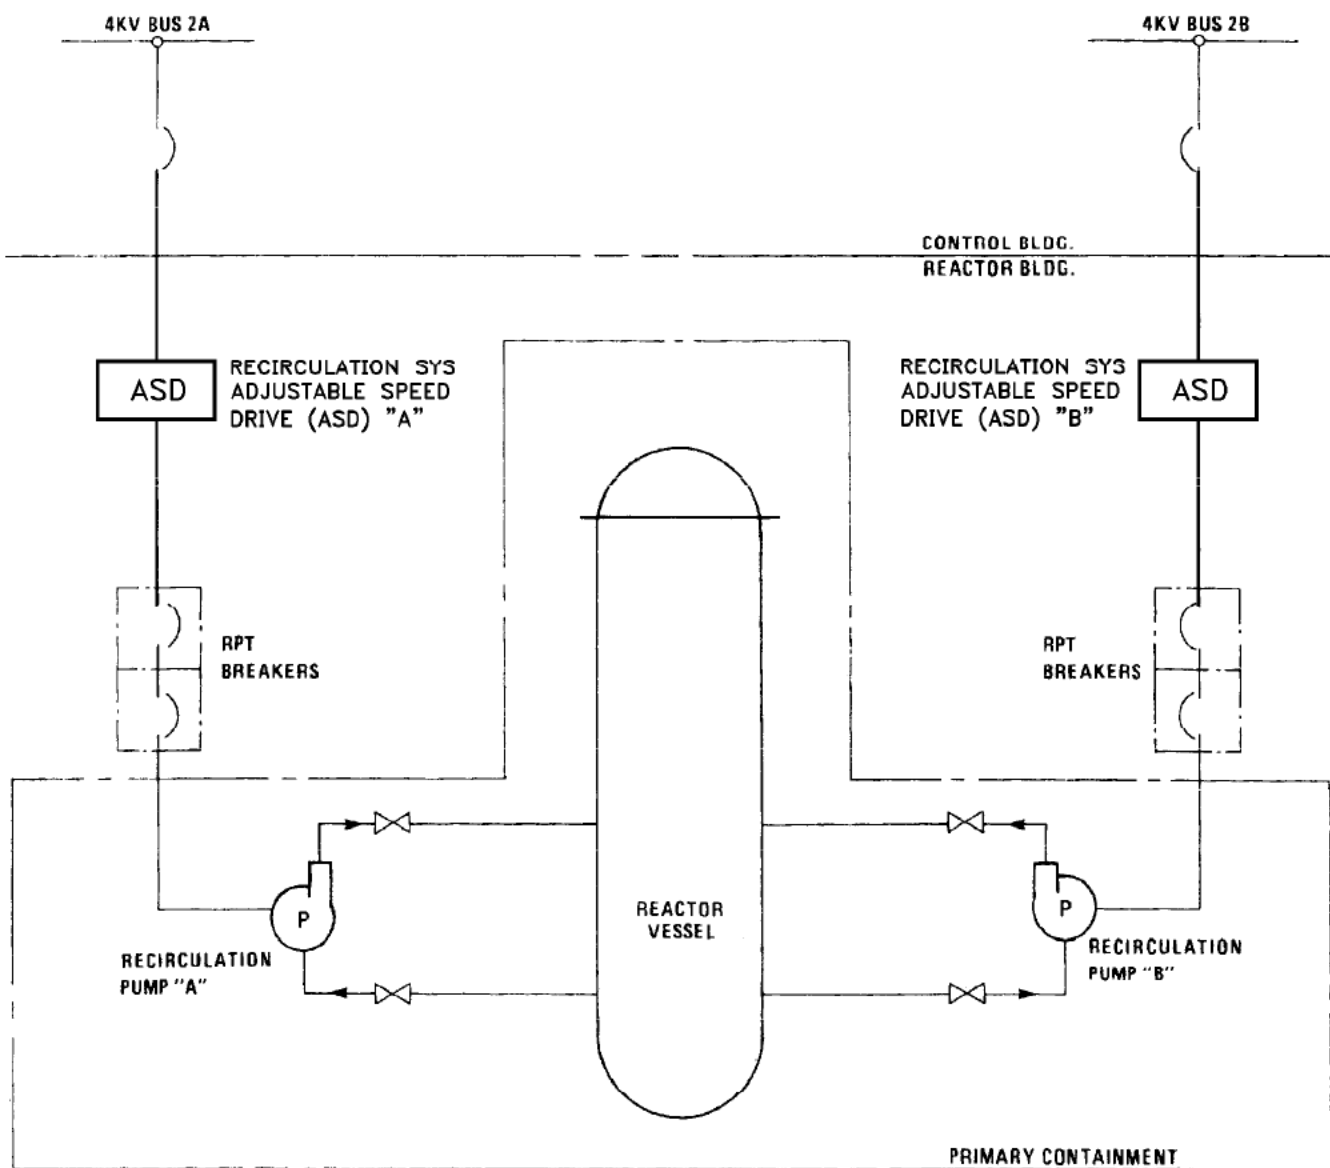 4KV BUS 2A
4KV BUS 2B
CONTROL BLDG.
REACTOR BLDG.
ASD
RECIRCULATION SYS
ADJUSTABLE SPEED
DRIVE (ASD) "A"
RECIRCULATION SYS
ADJUSTABLE SPEED
DRIVE (ASD) "B"
ASD
RPT
BREAKERS
RPT
BREAKERS
P
RECIRCULATION
PUMP "A"
REACTOR
VESSEL
P
RECIRCULATION
PUMP "B"
PRIMARY CONTAINMENT